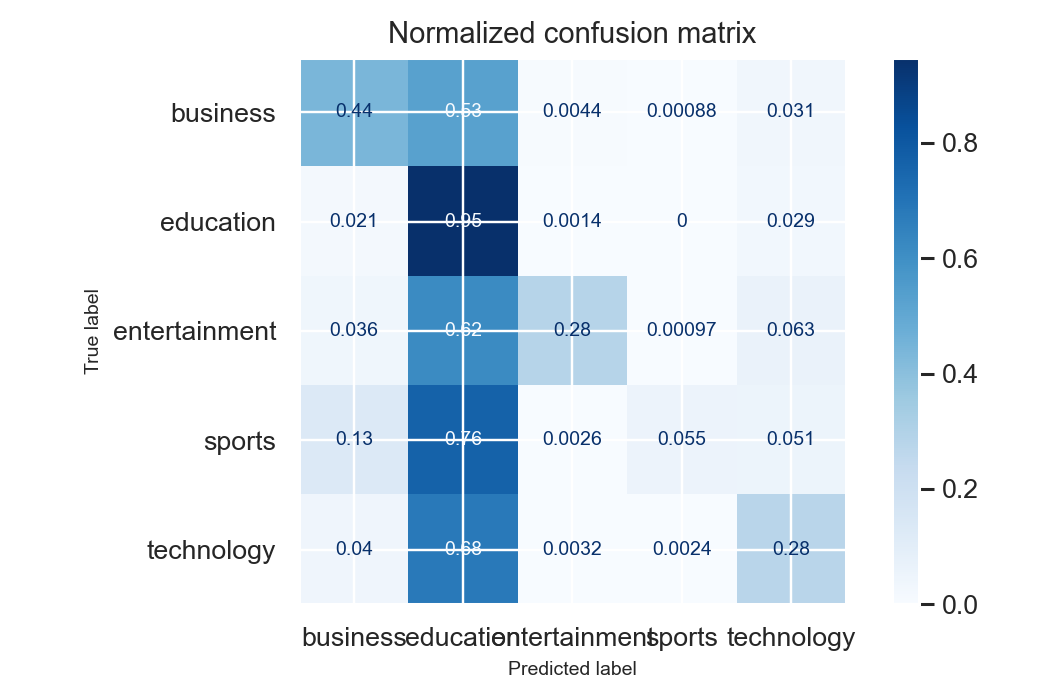 Normalized confusion matrix
business 0.44 0.53 0.0044 0.00088 0.031
0.8
education 0.021 0.95 0.0014 0 0.029
0.6
True label
entertainment 0.036 0.62 0.28 0.00097 0.063
0.4
sports 0.13 0.76 0.0026 0.055 0.051
0.2
technology 0.04 0.68 0.0032 0.0024 0.28
0.0
business education entertainment sports technology
Predicted label